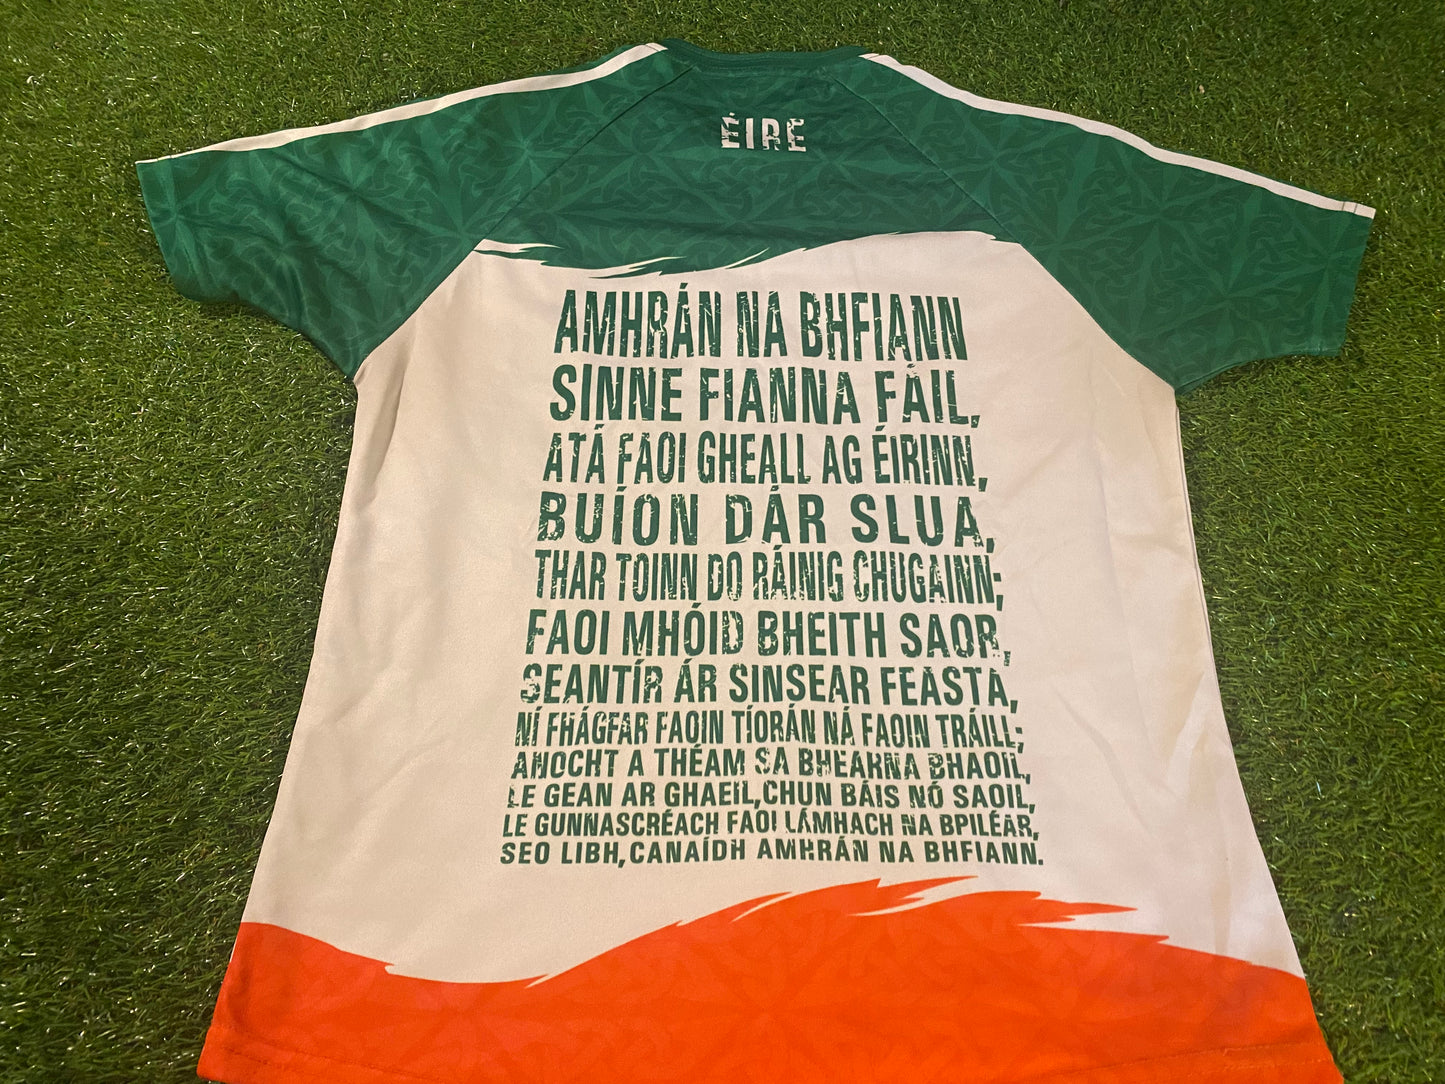 ÉIRE
AMHRÁN NA BHFIANN
SINNE FIANNA FÁIL,
ATÁ FAOI GHEALL AG ÉIRINN,
BUÍON DÁR SLUA,
THAR TOINN DO RÁINIG CHUGAINN;
FAOI MHÓID BHEITH SAOR,
SEANTÍR ÁR SINSEAR FEASTA,
NÍ FHÁGFAR FAOIN TÍORÁN NÁ FAOIN TRÁILL;
ANOCHT A THÉAM SA BHEARNA BHAOIL,
LE GEAN AR GHAEIL, CHUN BÁIS NÓ SAOIL,
LE GUNNASCRÉACH FAOI LÁMHACH NA BPILÉAR,
SEO LIBH, CANAÍDH AMHRÁN NA BHFIANN.